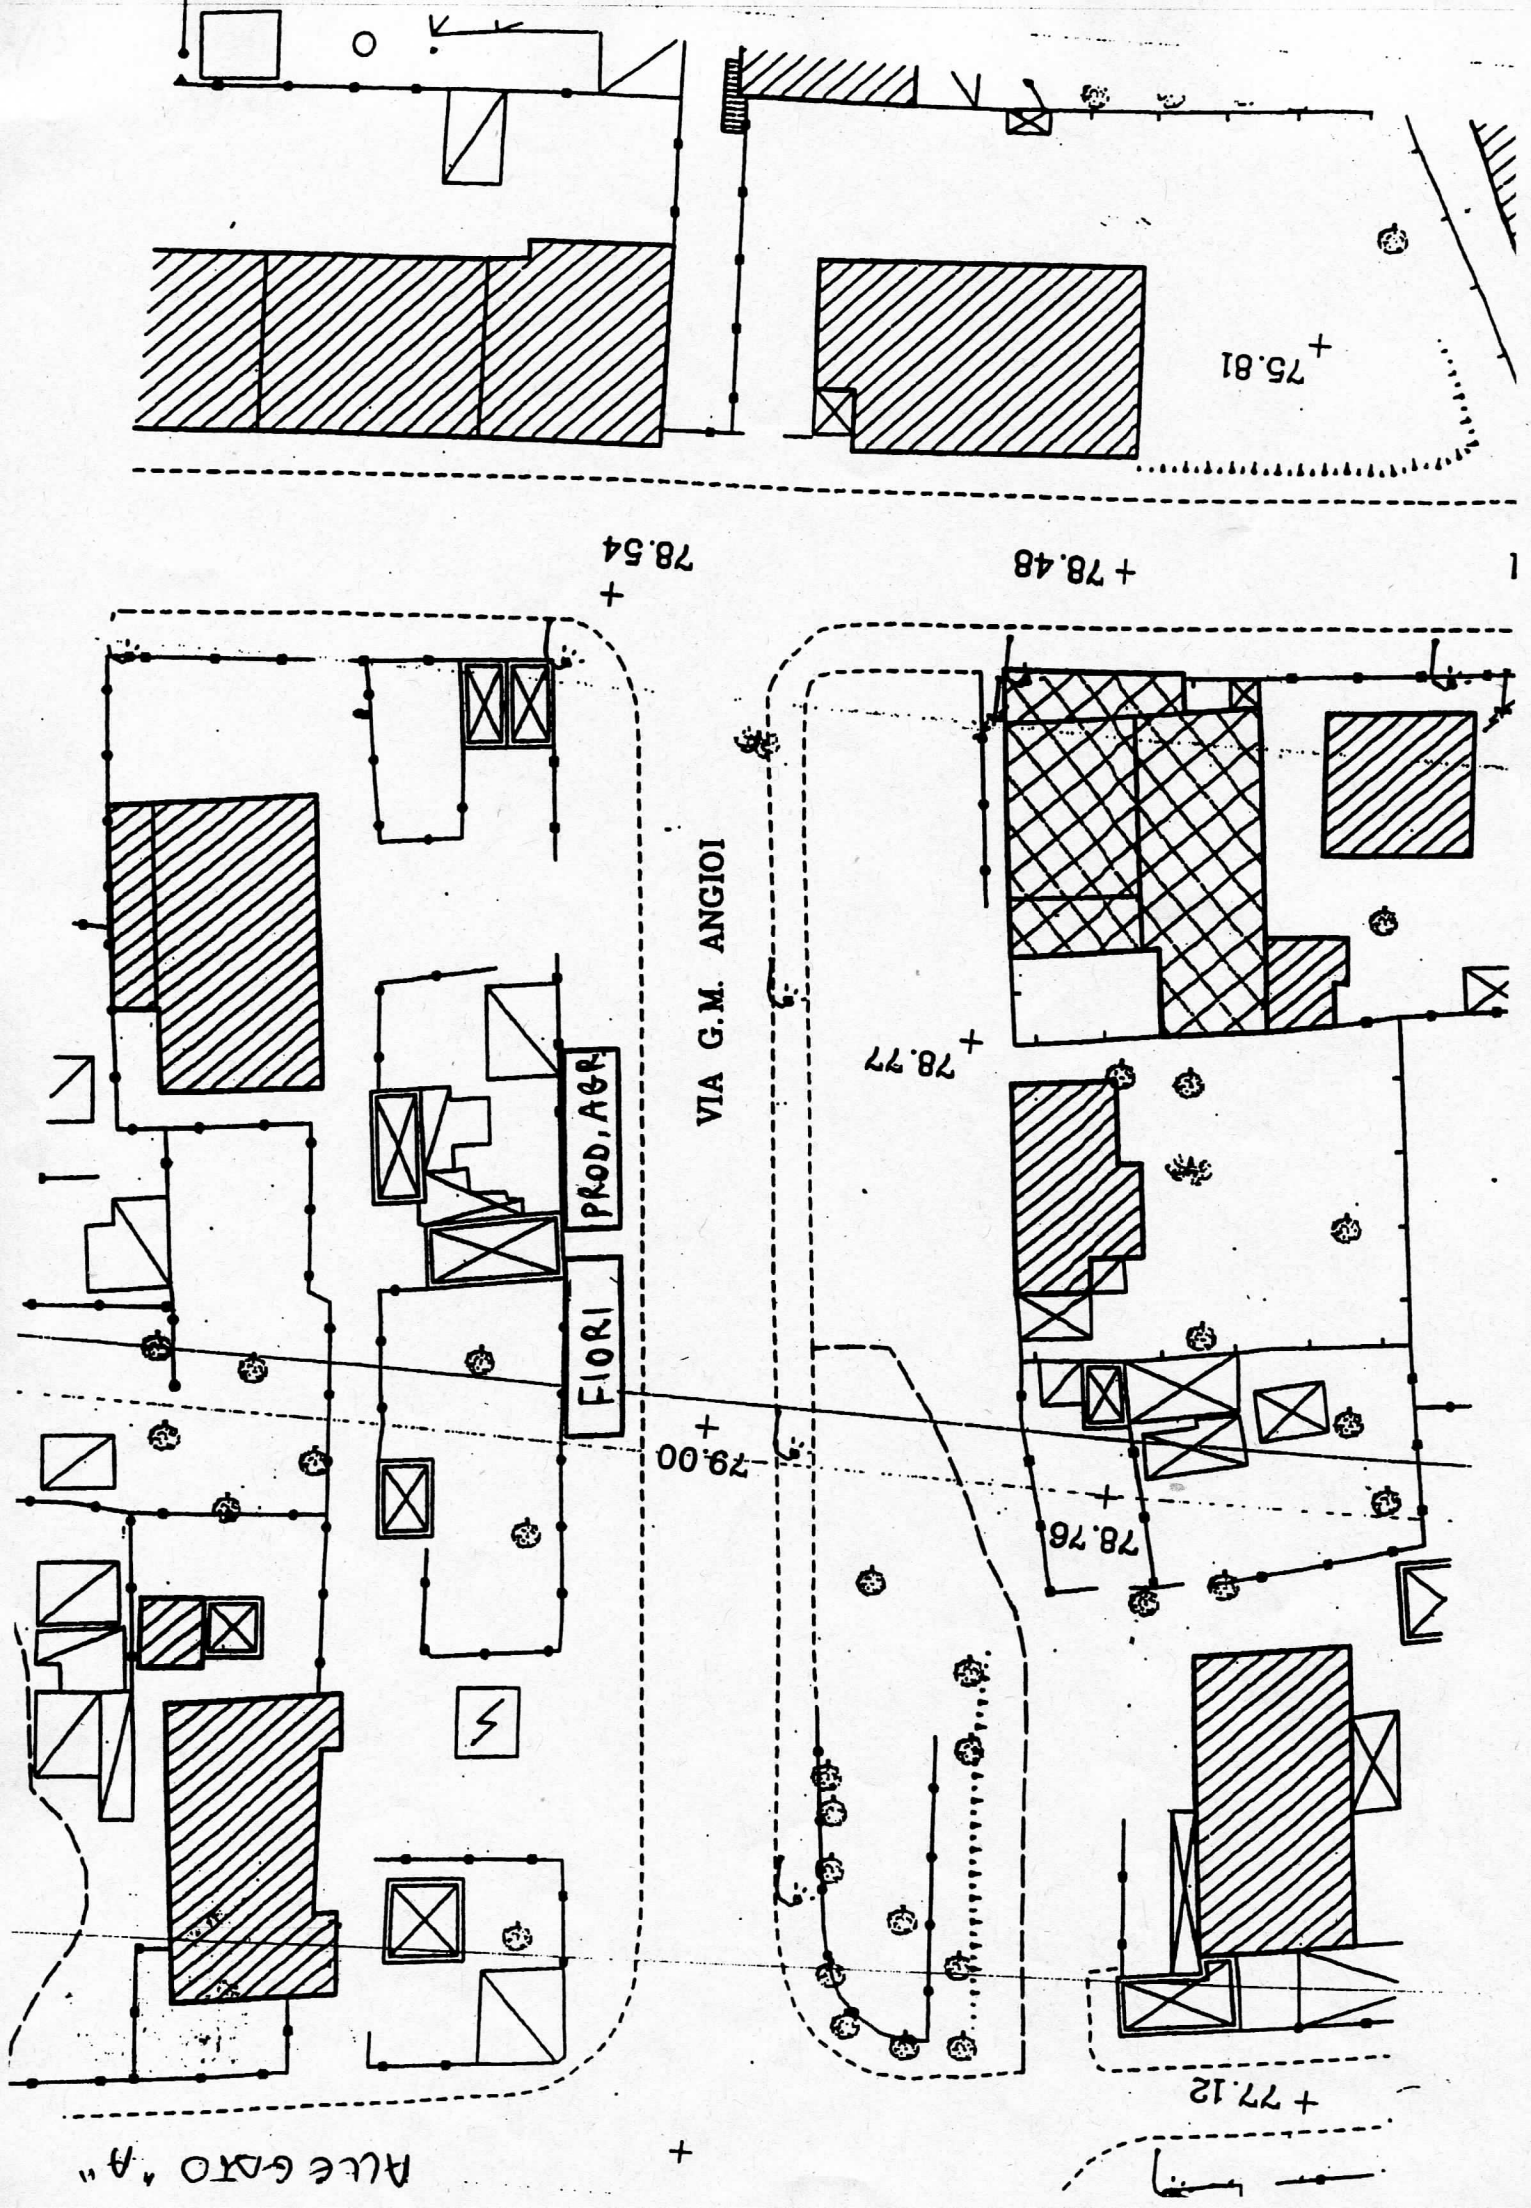 75.81
78.54
+ 78.48
VIA G.M. ANGIOI
78.77
PROD. AGR.
FIORI
79.00
78.76
+ 77.12
ALLEGATO "A"